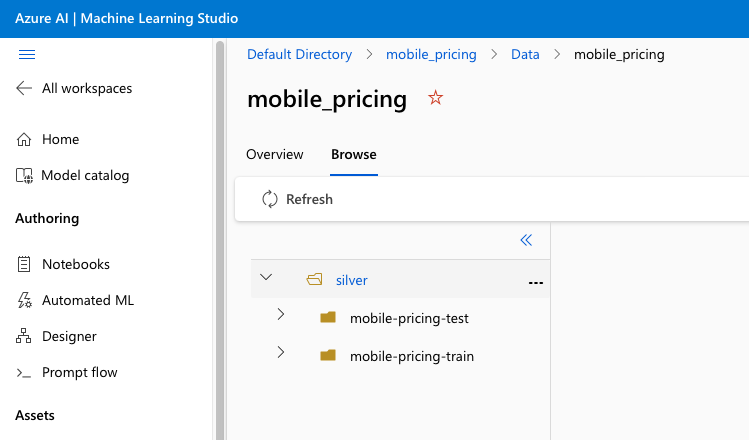 Azure AI | Machine Learning Studio
Default Directory > mobile_pricing > Data > mobile_pricing
All workspaces
mobile_pricing
Home
Overview Browse
Model catalog
Refresh
Authoring
silver
...
Notebooks
mobile-pricing-test
Automated ML
Designer
mobile-pricing-train
Prompt flow
Assets